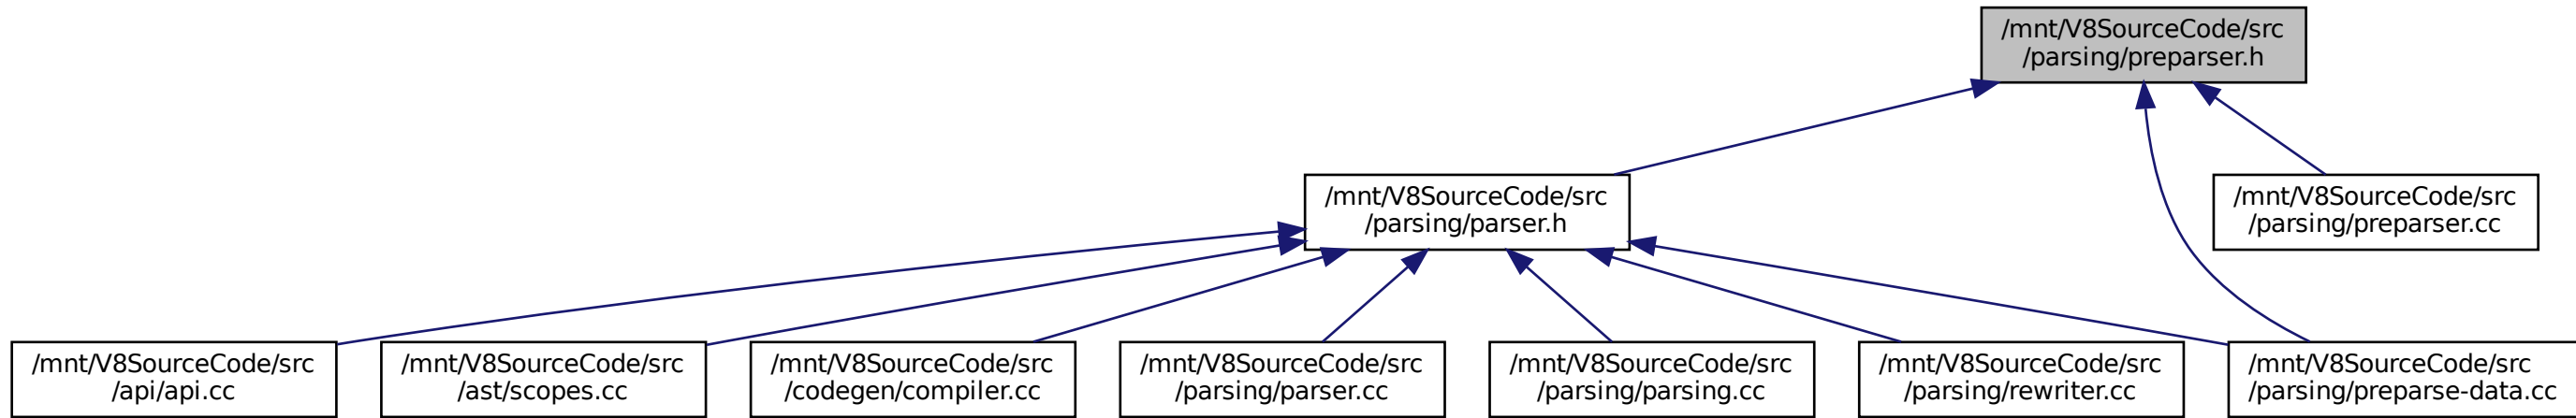 /mnt/V8SourceCode/src
/parsing/preparser.h
/mnt/V8SourceCode/src
/parsing/parser.h
/mnt/V8SourceCode/src
/parsing/preparser.cc
/mnt/V8SourceCode/src
/api/api.cc
/mnt/V8SourceCode/src
/ast/scopes.cc
/mnt/V8SourceCode/src
/codegen/compiler.cc
/mnt/V8SourceCode/src
/parsing/parser.cc
/mnt/V8SourceCode/src
/parsing/parsing.cc
/mnt/V8SourceCode/src
/parsing/rewriter.cc
/mnt/V8SourceCode/src
/parsing/preparse-data.cc